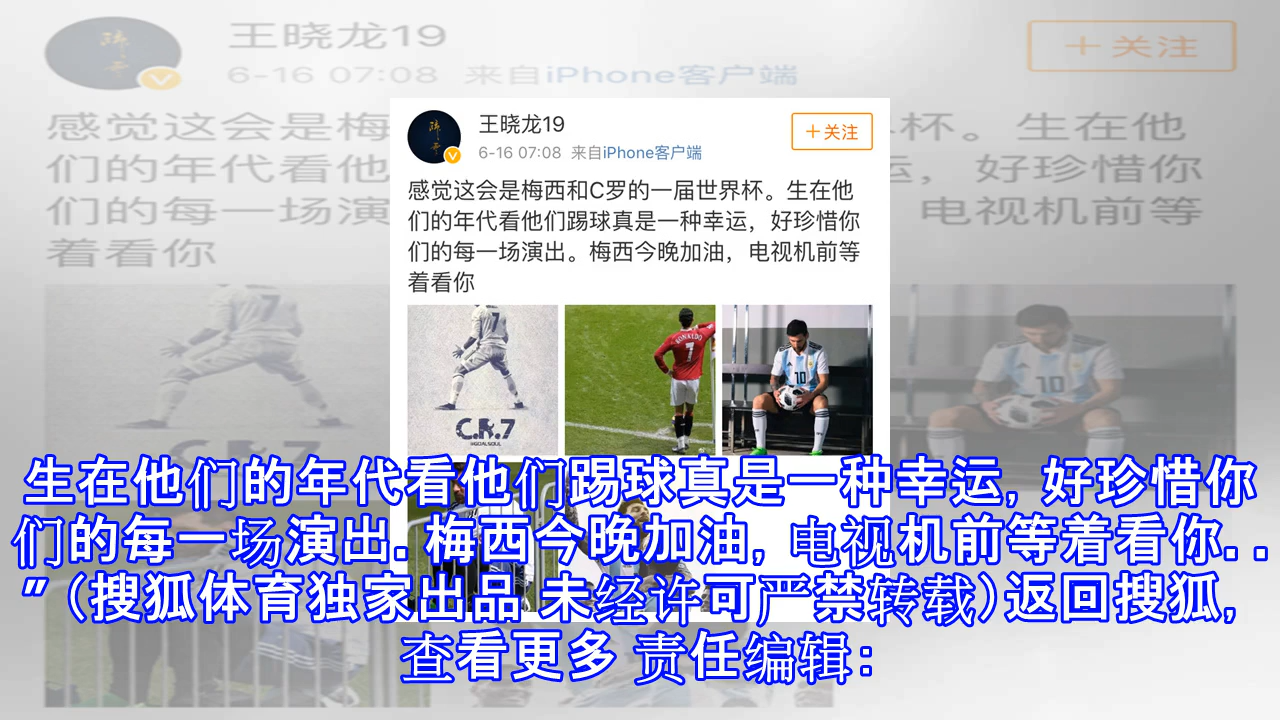 王晓龙19
6-16 07:08 来自iPhone客户端
+关注
感觉这会是梅西和C罗的一届世界杯。生在他
们的年代看他们踢球真是一种幸运，好珍惜你
们的每一场演出。梅西今晚加油，电视机前等
着看你
7
C.R.7
@GOALSOUL
RONALDO
7
10
生在他们的年代看他们踢球真是一种幸运, 好珍惜你
们的每一场演出. 梅西今晚加油, 电视机前等着看你. .
"(搜狐体育独家出品 未经许可严禁转载)返回搜狐,
查看更多 责任编辑: